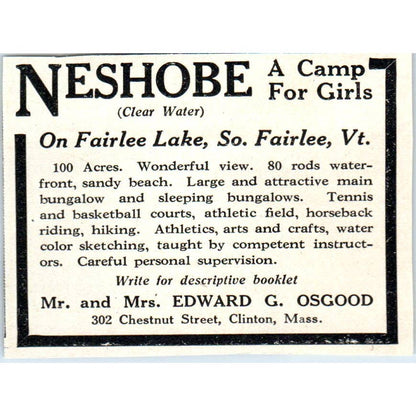 NESHOBE A Camp
For Girls
(Clear Water)
On Fairlee Lake, So. Fairlee, Vt.
100 Acres. Wonderful view. 80 rods water-
front, sandy beach. Large and attractive main
bungalow and sleeping bungalows. Tennis
and basketball courts, athletic field, horseback
riding, hiking. Athletics, arts and crafts, water
color sketching, taught by competent instruct-
ors. Careful personal supervision.
Write for descriptive booklet
Mr. and Mrs. EDWARD G. OSGOOD
302 Chestnut Street, Clinton, Mass.